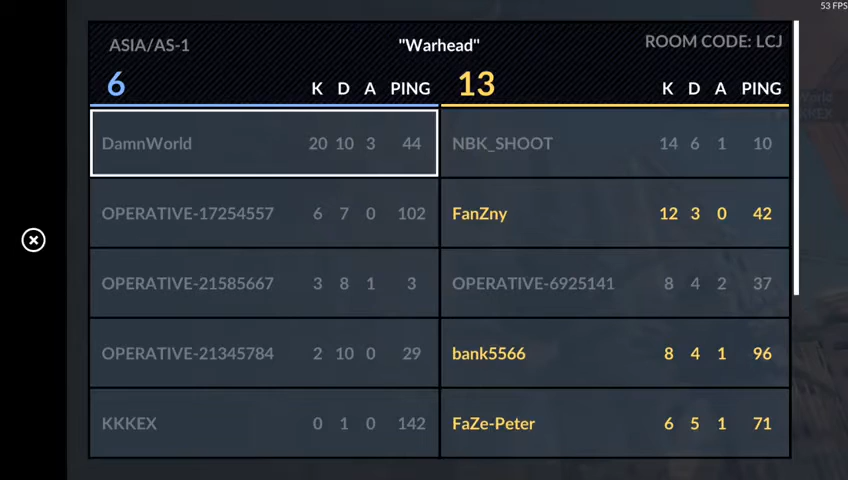 53 FPS
ASIA/AS-1 "Warhead" ROOM CODE: LCJ
6 K D A PING 13 K D A PING
DamnWorld 20 10 3 44 NBK_SHOOT 14 6 1 10
OPERATIVE-17254557 6 7 0 102 FanZny 12 3 0 42
OPERATIVE-21585667 3 8 1 3 OPERATIVE-6925141 8 4 2 37
OPERATIVE-21345784 2 10 0 29 bank5566 8 4 1 96
KKKEX 0 1 0 142 FaZe-Peter 6 5 1 71